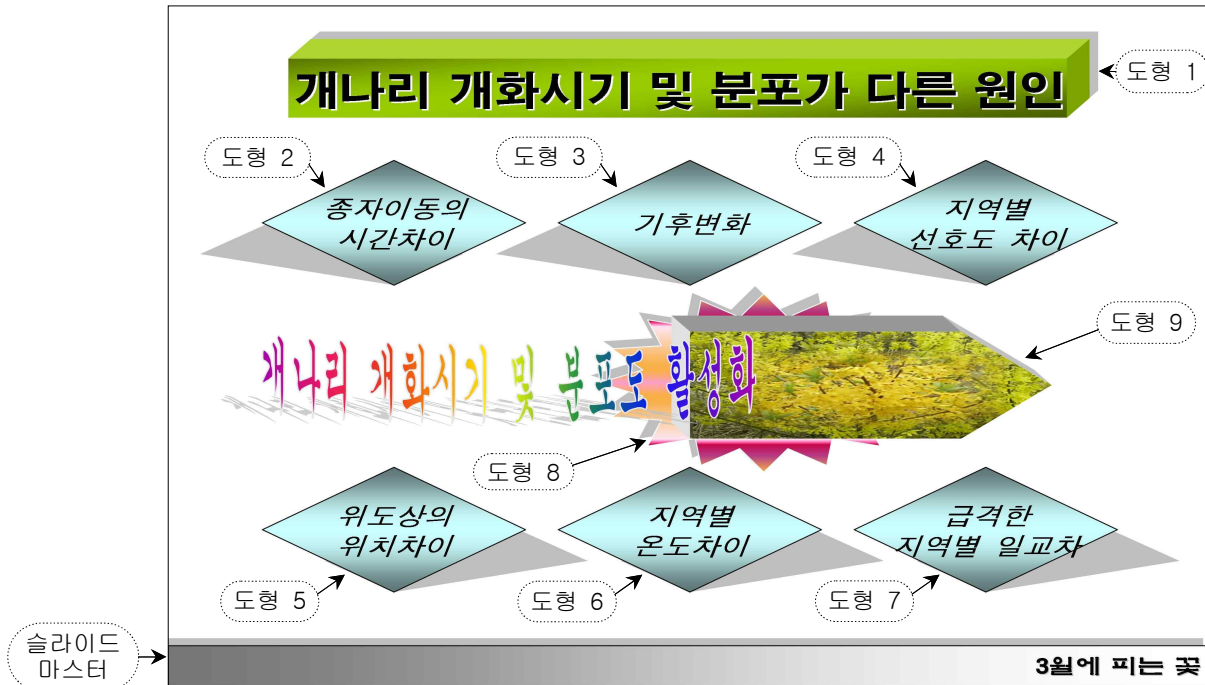 개나리 개화시기 및 분포가 다른 원인
도형 1
도형 2
도형 3
도형 4
종자이동의
시간차이
기후변화
지역별
선호도 차이
도형 9
개나리 개화시기 및 분포도 활성화
도형 8
위도상의
위치차이
지역별
온도차이
급격한
지역별 일교차
도형 5
도형 6
도형 7
슬라이드
마스터
3월에 피는 꽃